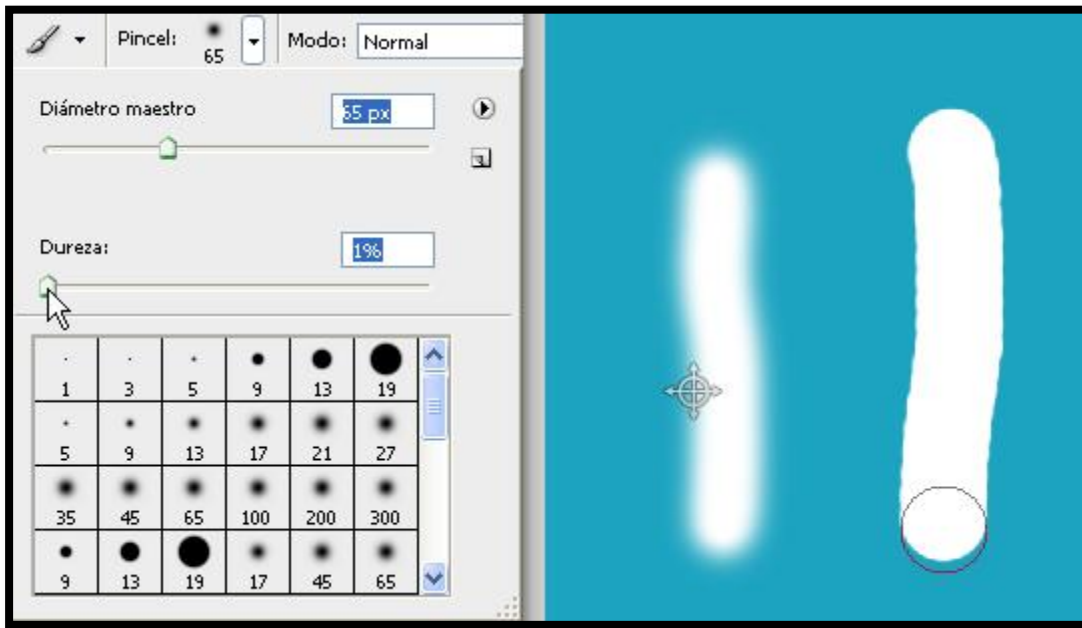 Pincel: 65 Modo: Normal
Diámetro maestro 65 px
Dureza: 1%
1 3 5 9 13 19
5 9 13 17 21 27
35 45 65 100 200 300
9 13 19 17 45 65